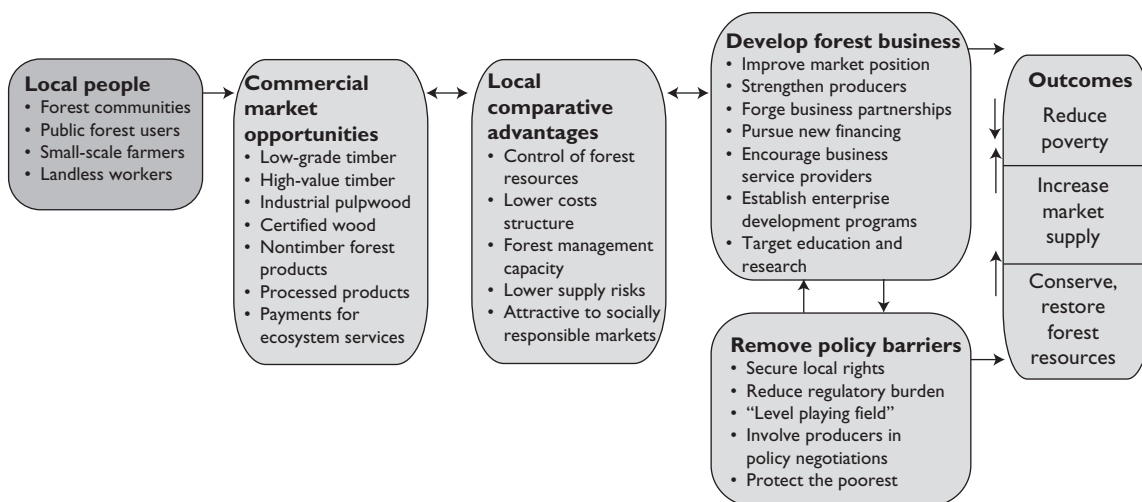 Local people
• Forest communities
• Public forest users
• Small-scale farmers
• Landless workers
Commercial
market
opportunities
• Low-grade timber
• High-value timber
• Industrial pulpwood
• Certified wood
• Nontimber forest
products
• Processed products
• Payments for
ecosystem services
Local
comparative
advantages
• Control of forest
resources
• Lower costs
structure
• Forest management
capacity
• Lower supply risks
• Attractive to socially
responsible markets
Develop forest business
• Improve market position
• Strengthen producers
• Forge business partnerships
• Pursue new financing
• Encourage business
service providers
• Establish enterprise
development programs
• Target education and
research
Remove policy barriers
• Secure local rights
• Reduce regulatory burden
• “Level playing field”
• Involve producers in
policy negotiations
• Protect the poorest
Outcomes
Reduce
poverty
Increase
market
supply
Conserve,
restore
forest
resources